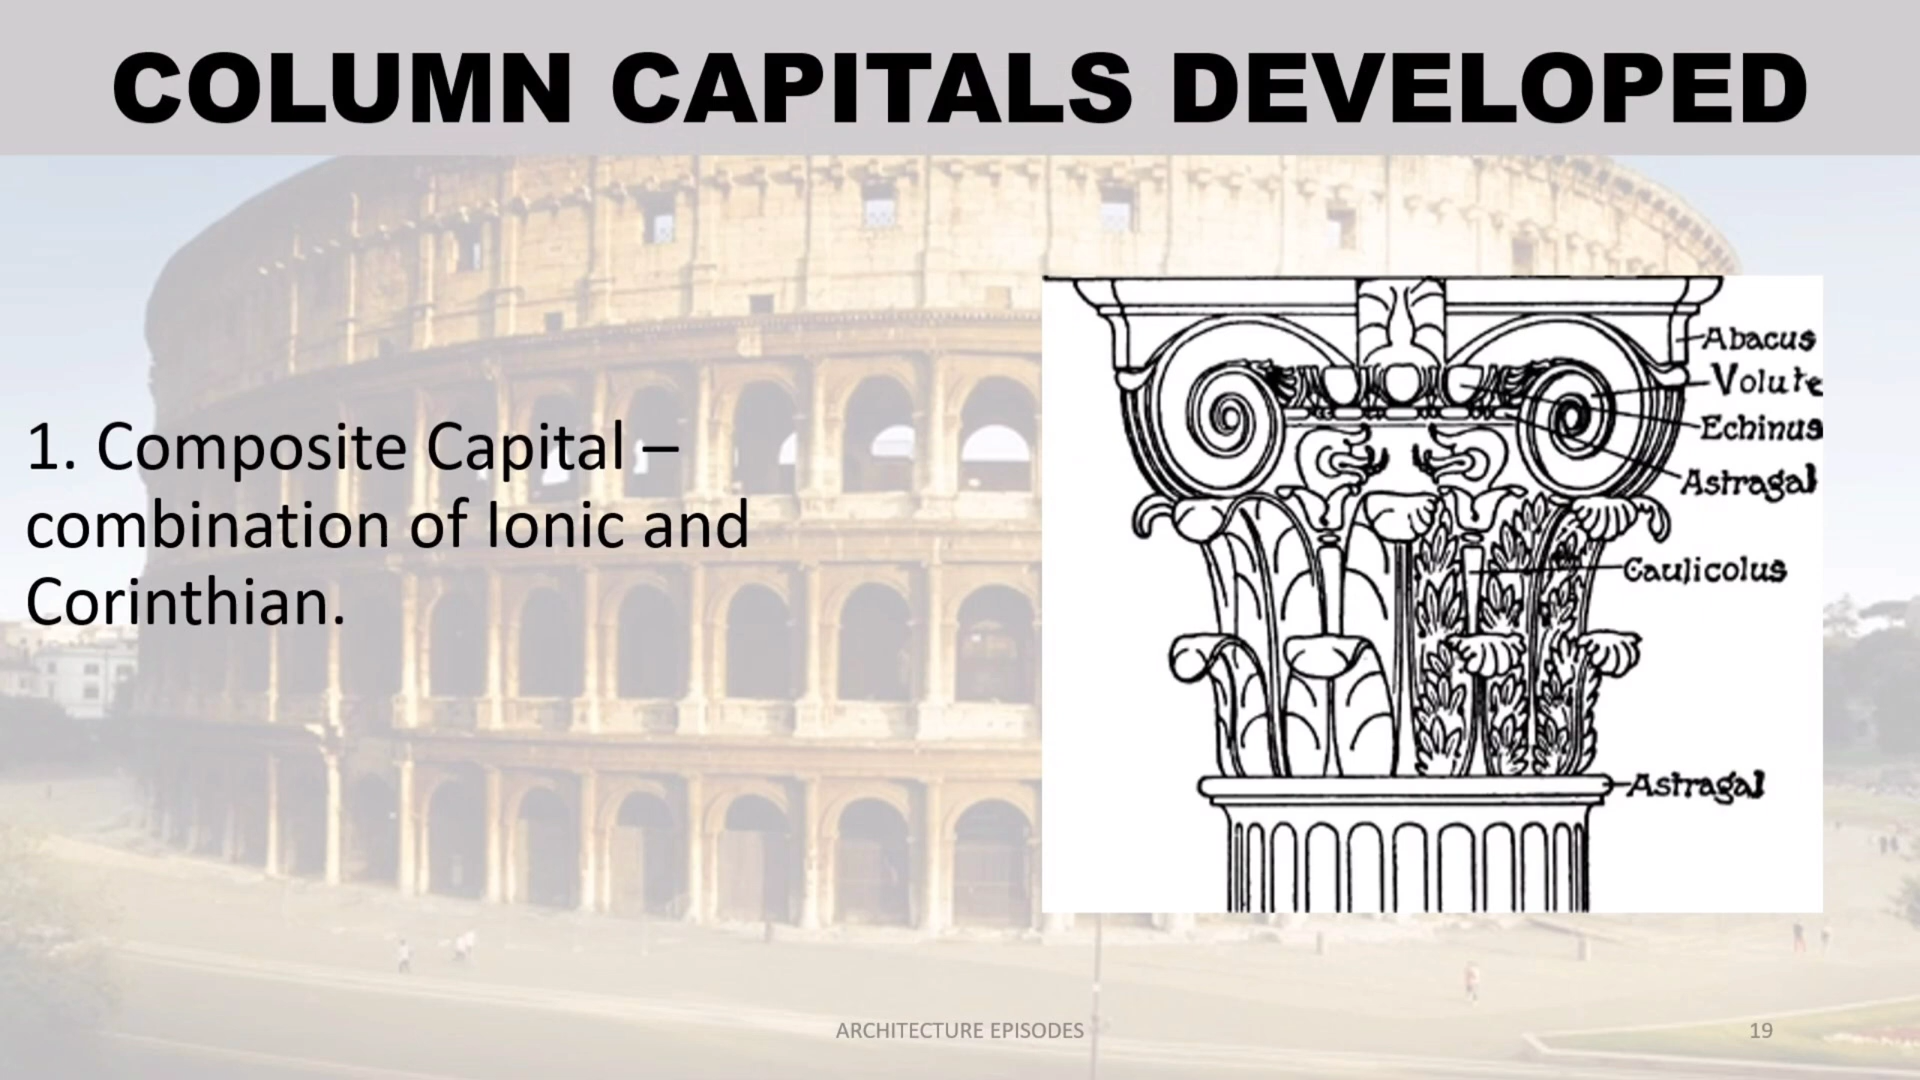 COLUMN CAPITALS DEVELOPED
1. Composite Capital –
combination of Ionic and
Corinthian.
Abacus
Volute
Echinus
Astragal
Caulicolus
Astragal
ARCHITECTURE EPISODES
19